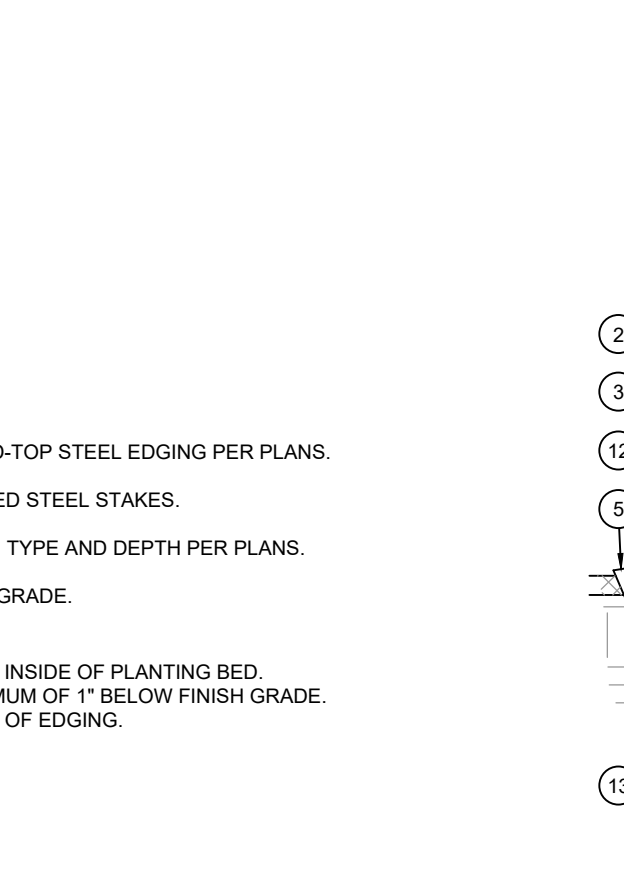 -TOP STEEL EDGING PER PLANS.
ED STEEL STAKES.
TYPE AND DEPTH PER PLANS.
GRADE.
INSIDE OF PLANTING BED.
MUM OF 1" BELOW FINISH GRADE.
OF EDGING.
2
3
12
5
13